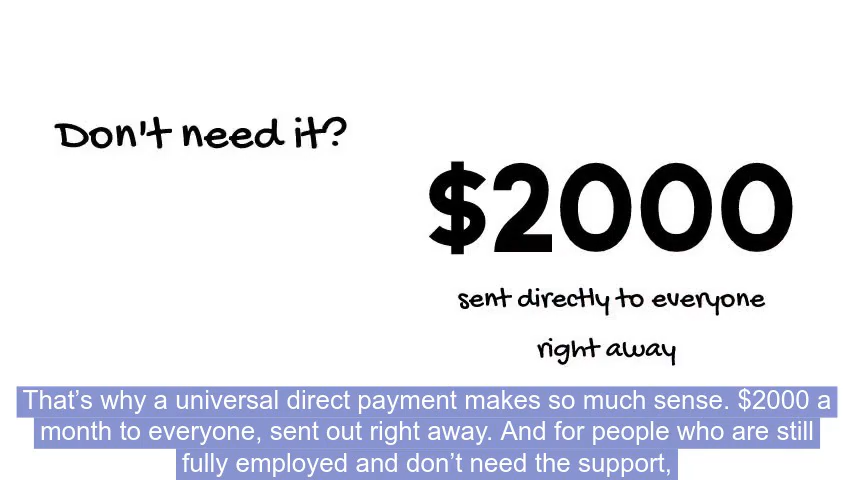 Don't need it?
$2000
sent directly to everyone
right away
That’s why a universal direct payment makes so much sense. $2000 a
month to everyone, sent out right away. And for people who are still
fully employed and don’t need the support,